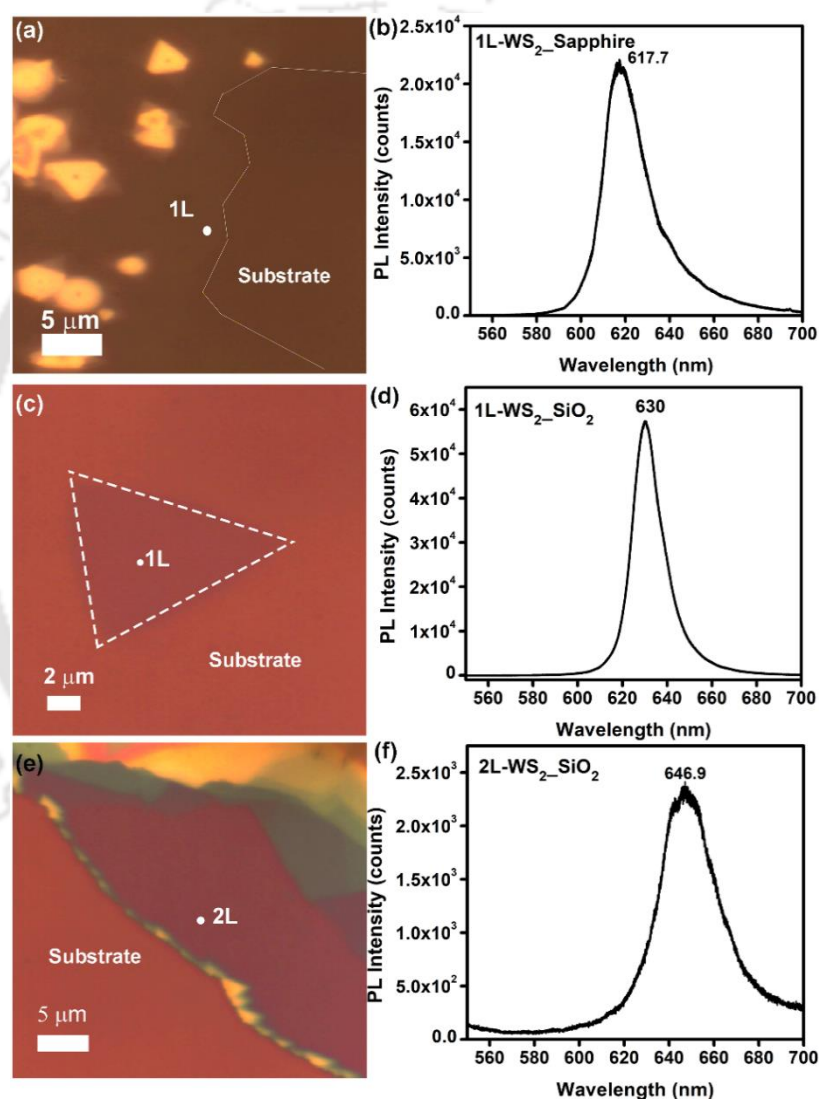 (a)
1L
Substrate
5 μm
(b)
1L-WS₂_Sapphire
617.7
2.5x10⁴
2.0x10⁴
1.5x10⁴
1.0x10⁴
5.0x10³
0.0
PL Intensity (counts)
560 580 600 620 640 660 680 700
Wavelength (nm)
(c)
1L
Substrate
2 μm
(d)
1L-WS₂_SiO₂
630
6x10⁴
5x10⁴
4x10⁴
3x10⁴
2x10⁴
1x10⁴
0
PL Intensity (counts)
560 580 600 620 640 660 680 700
Wavelength (nm)
(e)
2L
Substrate
5 μm
(f)
2L-WS₂_SiO₂
646.9
2.5x10³
2.0x10³
1.5x10³
1.0x10³
5.0x10²
0.0
PL Intensity (counts)
560 580 600 620 640 660 680 700
Wavelength (nm)